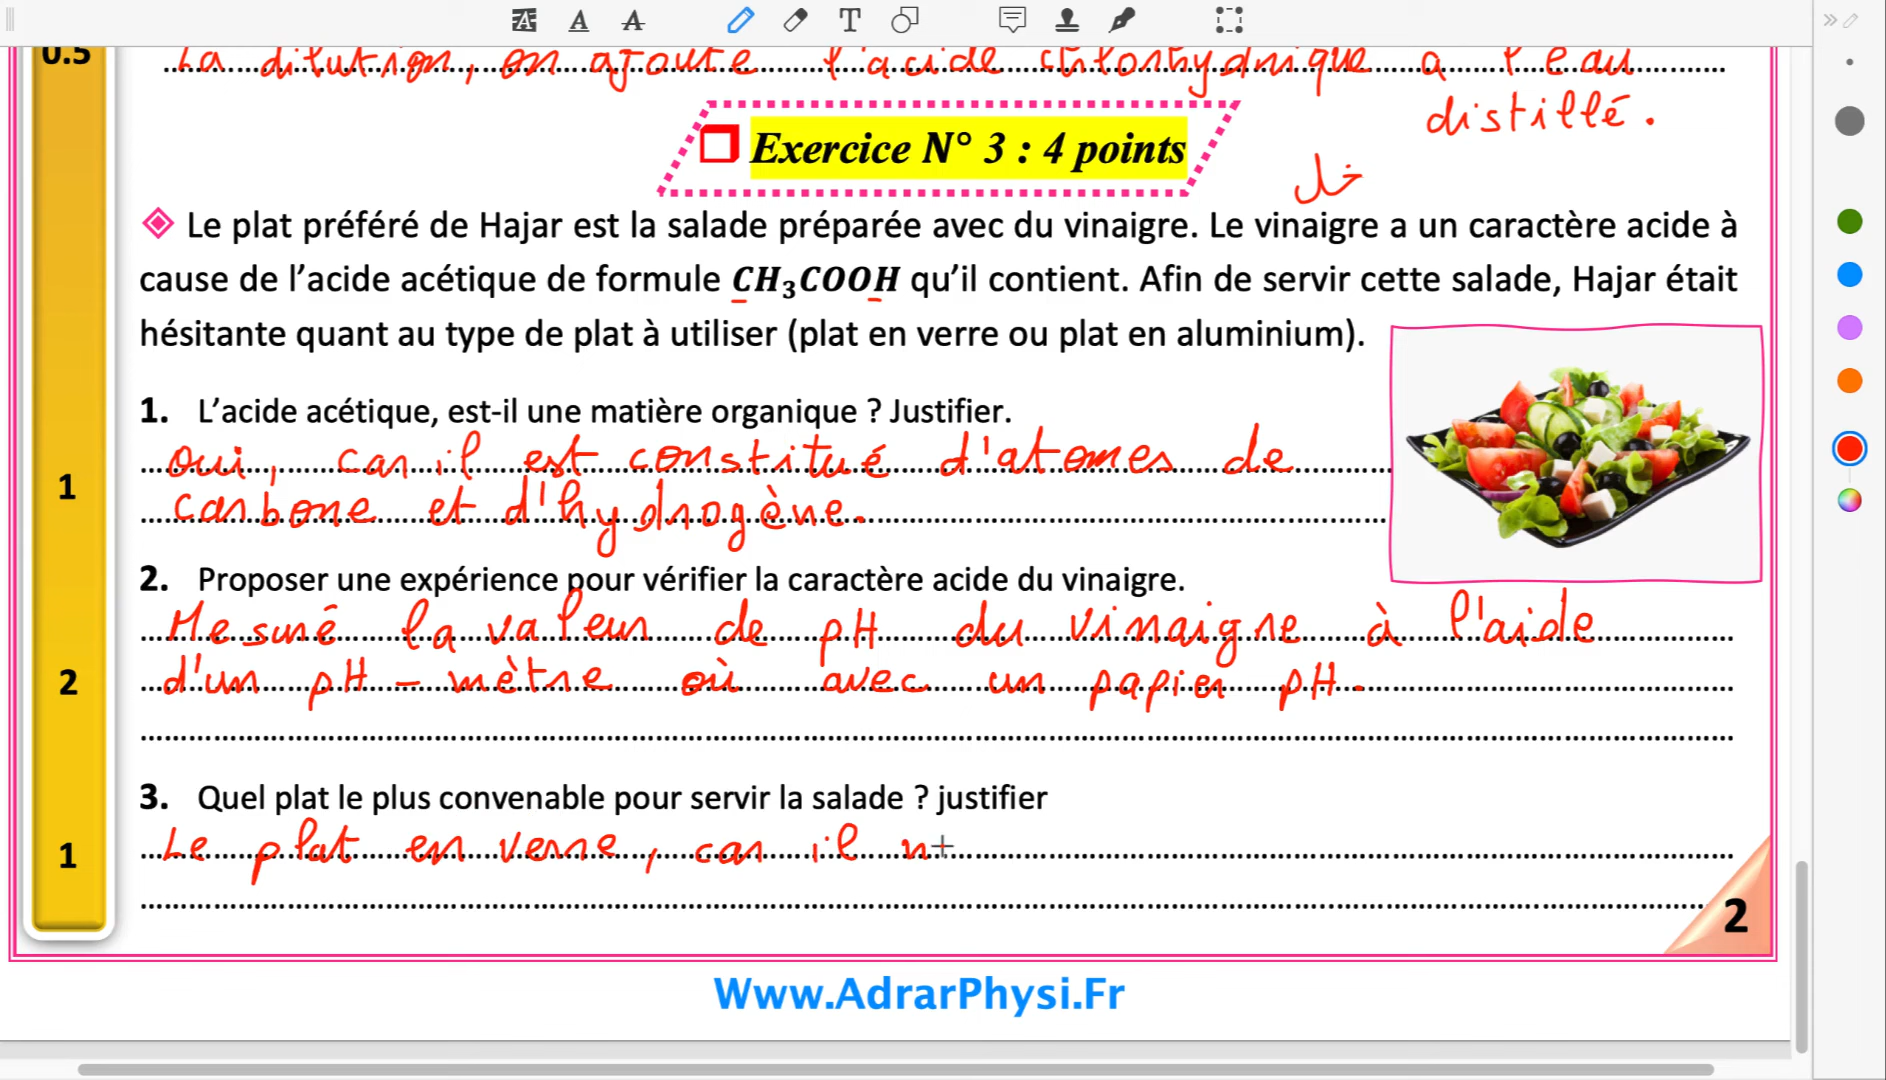 0.5
La dilution, on ajoute l'acide chlorhydrique a l'eau
distillé.
Exercice N° 3 : 4 points
خل
Le plat préféré de Hajar est la salade préparée avec du vinaigre. Le vinaigre a un caractère acide à
cause de l'acide acétique de formule CH₃COOH qu'il contient. Afin de servir cette salade, Hajar était
hésitante quant au type de plat à utiliser (plat en verre ou plat en aluminium).
1. L'acide acétique, est-il une matière organique ? Justifier.
oui, car il est constitué d'atomes de
1
carbone et d'hydrogène.
2. Proposer une expérience pour vérifier la caractère acide du vinaigre.
Mesuré la valeur de pH du vinaigre à l'aide
2
d'un pH-mètre où avec un papier pH.
3. Quel plat le plus convenable pour servir la salade ? justifier
1
Le plat en verre, car il n
2
Www.AdrarPhysi.Fr